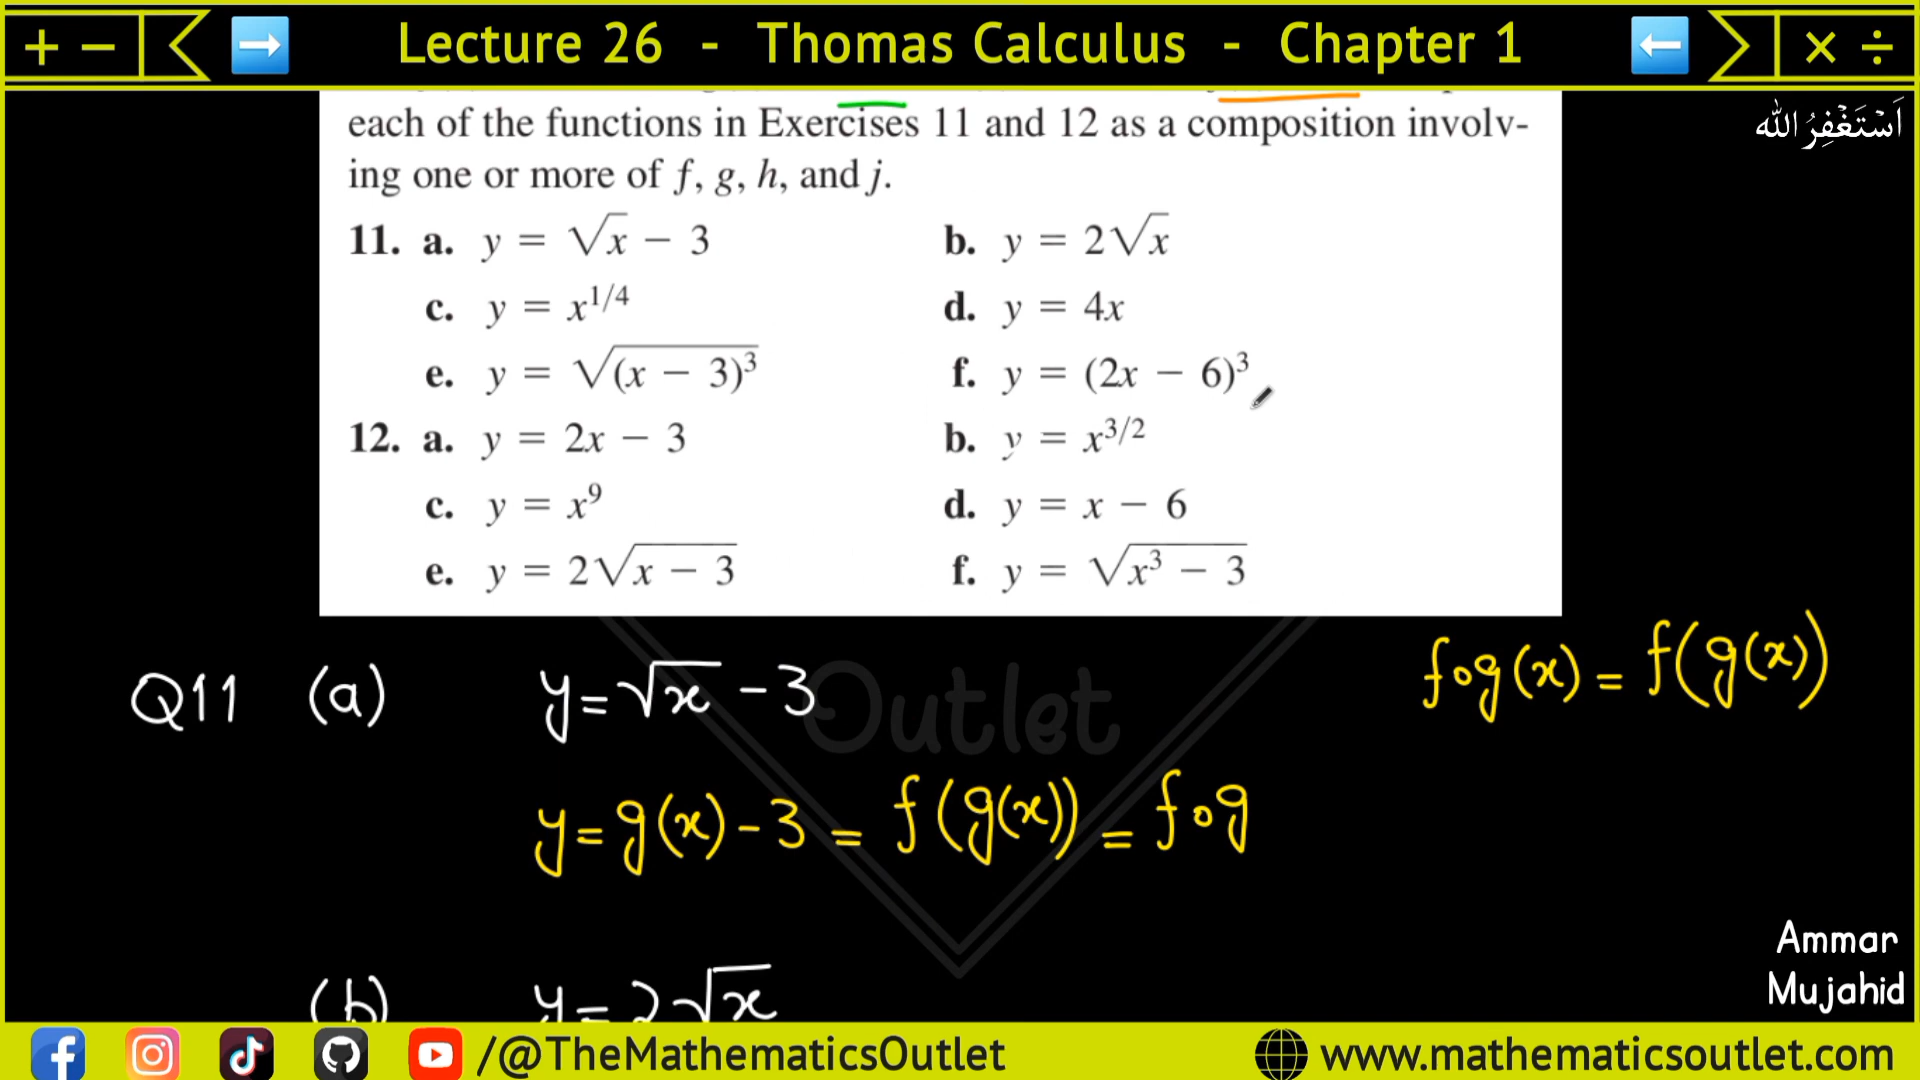 + − Lecture 26 - Thomas Calculus - Chapter 1 × ÷
اَسْتَغْفِرُ الله
each of the functions in Exercises 11 and 12 as a composition involv-
ing one or more of f, g, h, and j.
11. a. y = √x − 3 b. y = 2√x
c. y = x^{1/4} d. y = 4x
e. y = √(x − 3)³ f. y = (2x − 6)³
12. a. y = 2x − 3 b. y = x^{3/2}
c. y = x⁹ d. y = x − 6
e. y = 2√x − 3 f. y = √x³ − 3
Outlet
Q11 (a) y = √x − 3 fog(x) = f(g(x))
y = g(x) − 3 = f(g(x)) = fog
(b) y = 2√x
Ammar
Mujahid
/@TheMathematicsOutlet www.mathematicsoutlet.com